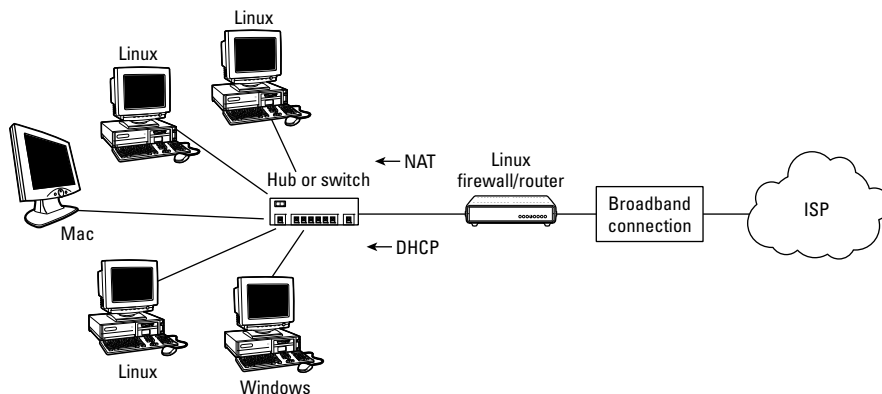 Linux
Linux
Mac
Hub or switch
← NAT
Linux
firewall/router
Broadband
connection
ISP
← DHCP
Linux
Windows